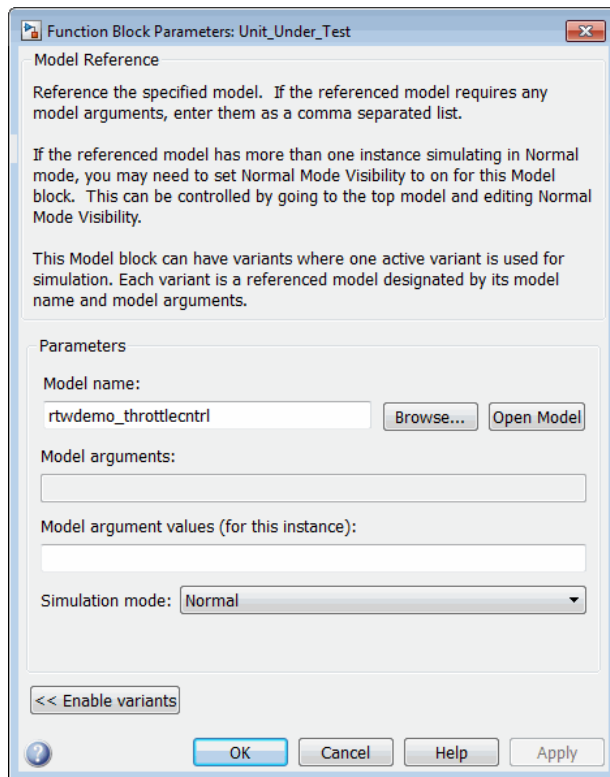 Function Block Parameters: Unit_Under_Test
Model Reference
Reference the specified model. If the referenced model requires any
model arguments, enter them as a comma separated list.
If the referenced model has more than one instance simulating in Normal
mode, you may need to set Normal Mode Visibility to on for this Model
block. This can be controlled by going to the top model and editing Normal
Mode Visibility.
This Model block can have variants where one active variant is used for
simulation. Each variant is a referenced model designated by its model
name and model arguments.
Parameters
Model name:
rtwdemo_throttlecntrl Browse... Open Model
Model arguments:
Model argument values (for this instance):
Simulation mode: Normal
<< Enable variants
? OK Cancel Help Apply